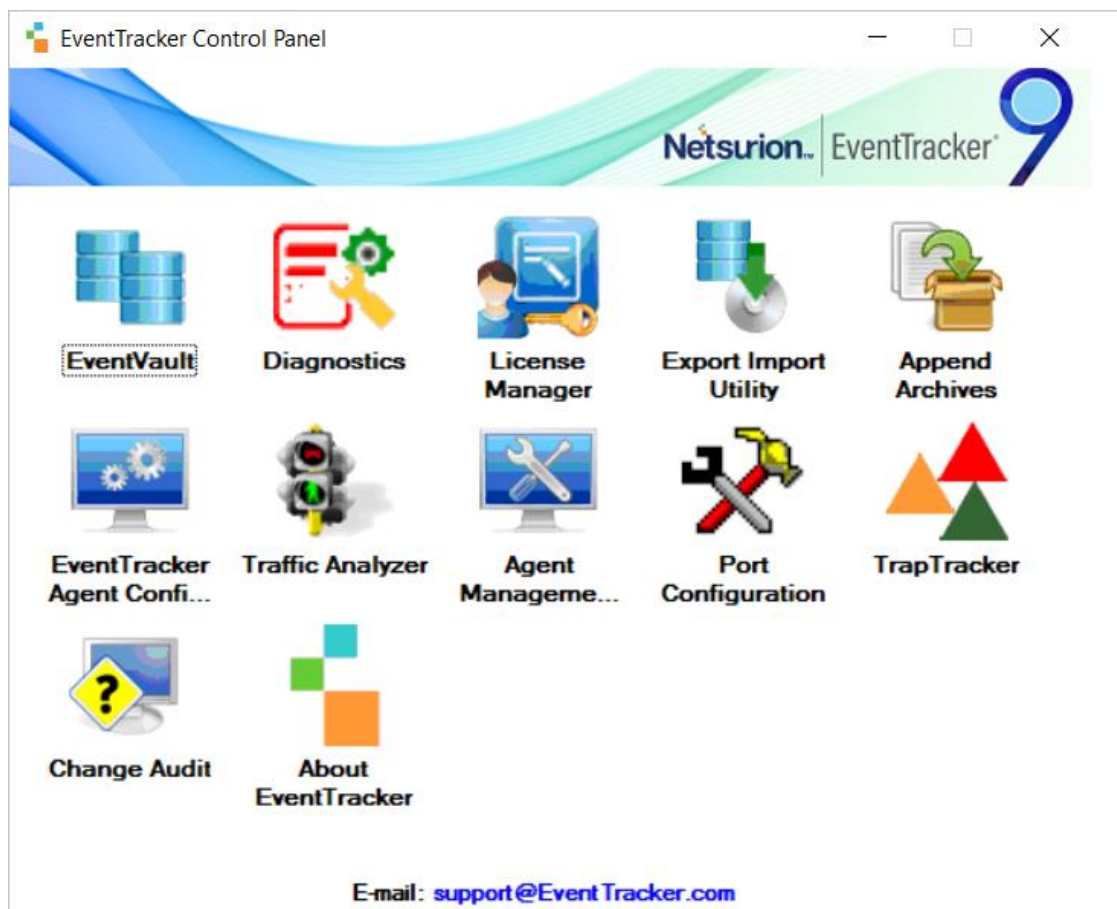 EventTracker Control Panel
Netsurion™ EventTracker® 9
EventVault
Diagnostics
License
Manager
Export Import
Utility
Append
Archives
EventTracker
Agent Confi...
Traffic Analyzer
Agent
Manageme...
Port
Configuration
TrapTracker
?
Change Audit
About
EventTracker
E-mail: support@EventTracker.com